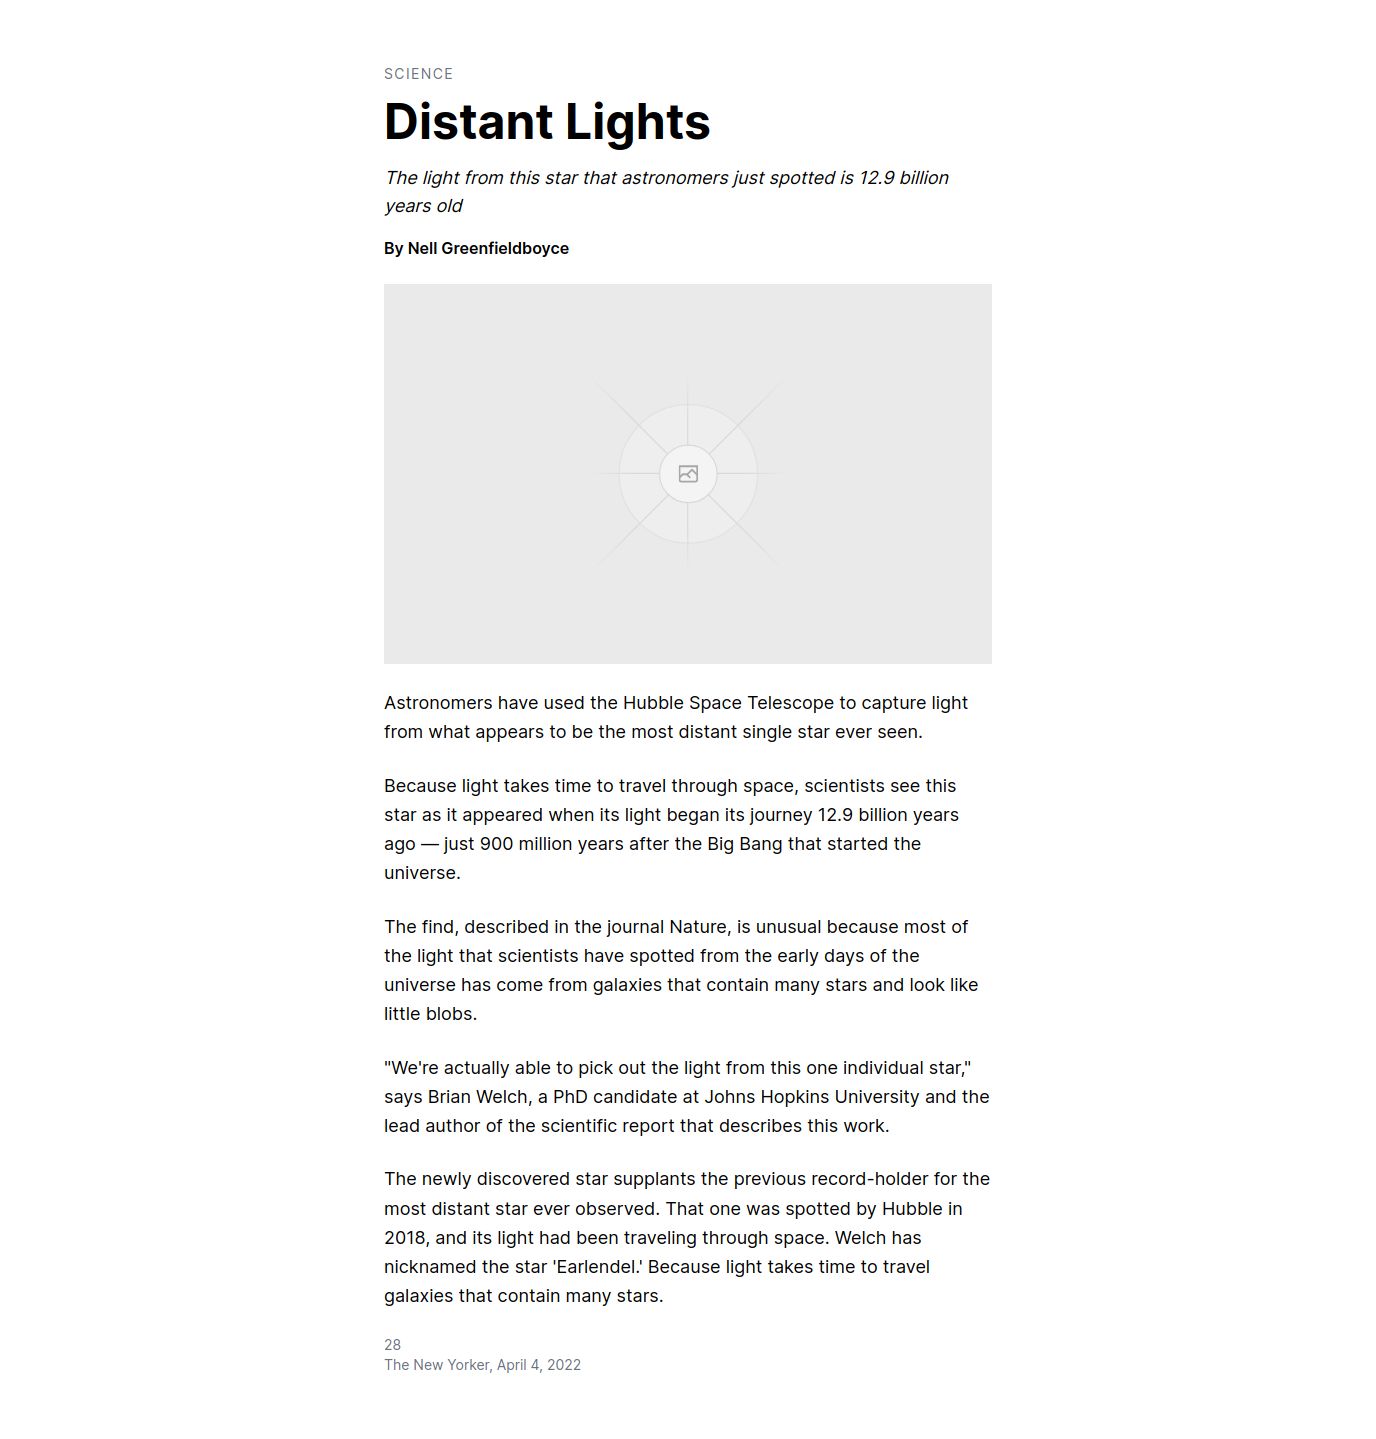 SCIENCE
Distant Lights
The light from this star that astronomers just spotted is 12.9 billion
years old
By Nell Greenfieldboyce
Astronomers have used the Hubble Space Telescope to capture light
from what appears to be the most distant single star ever seen.
Because light takes time to travel through space, scientists see this
star as it appeared when its light began its journey 12.9 billion years
ago — just 900 million years after the Big Bang that started the
universe.
The find, described in the journal Nature, is unusual because most of
the light that scientists have spotted from the early days of the
universe has come from galaxies that contain many stars and look like
little blobs.
"We're actually able to pick out the light from this one individual star,"
says Brian Welch, a PhD candidate at Johns Hopkins University and the
lead author of the scientific report that describes this work.
The newly discovered star supplants the previous record-holder for the
most distant star ever observed. That one was spotted by Hubble in
2018, and its light had been traveling through space. Welch has
nicknamed the star 'Earlendel.' Because light takes time to travel
galaxies that contain many stars.
28
The New Yorker, April 4, 2022